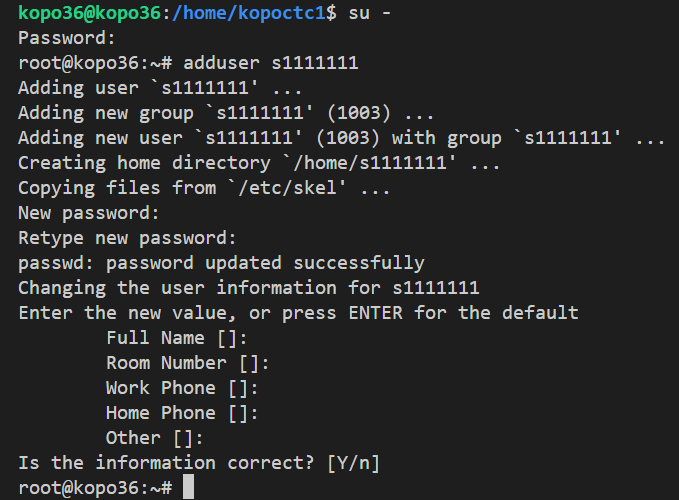 kopo36@kopo36:/home/kopoctc1$ su -
Password:
root@kopo36:~# adduser s1111111
Adding user `s1111111' ...
Adding new group `s1111111' (1003) ...
Adding new user `s1111111' (1003) with group `s1111111' ...
Creating home directory `/home/s1111111' ...
Copying files from `/etc/skel' ...
New password:
Retype new password:
passwd: password updated successfully
Changing the user information for s1111111
Enter the new value, or press ENTER for the default
        Full Name []:
        Room Number []:
        Work Phone []:
        Home Phone []:
        Other []:
Is the information correct? [Y/n]
root@kopo36:~#